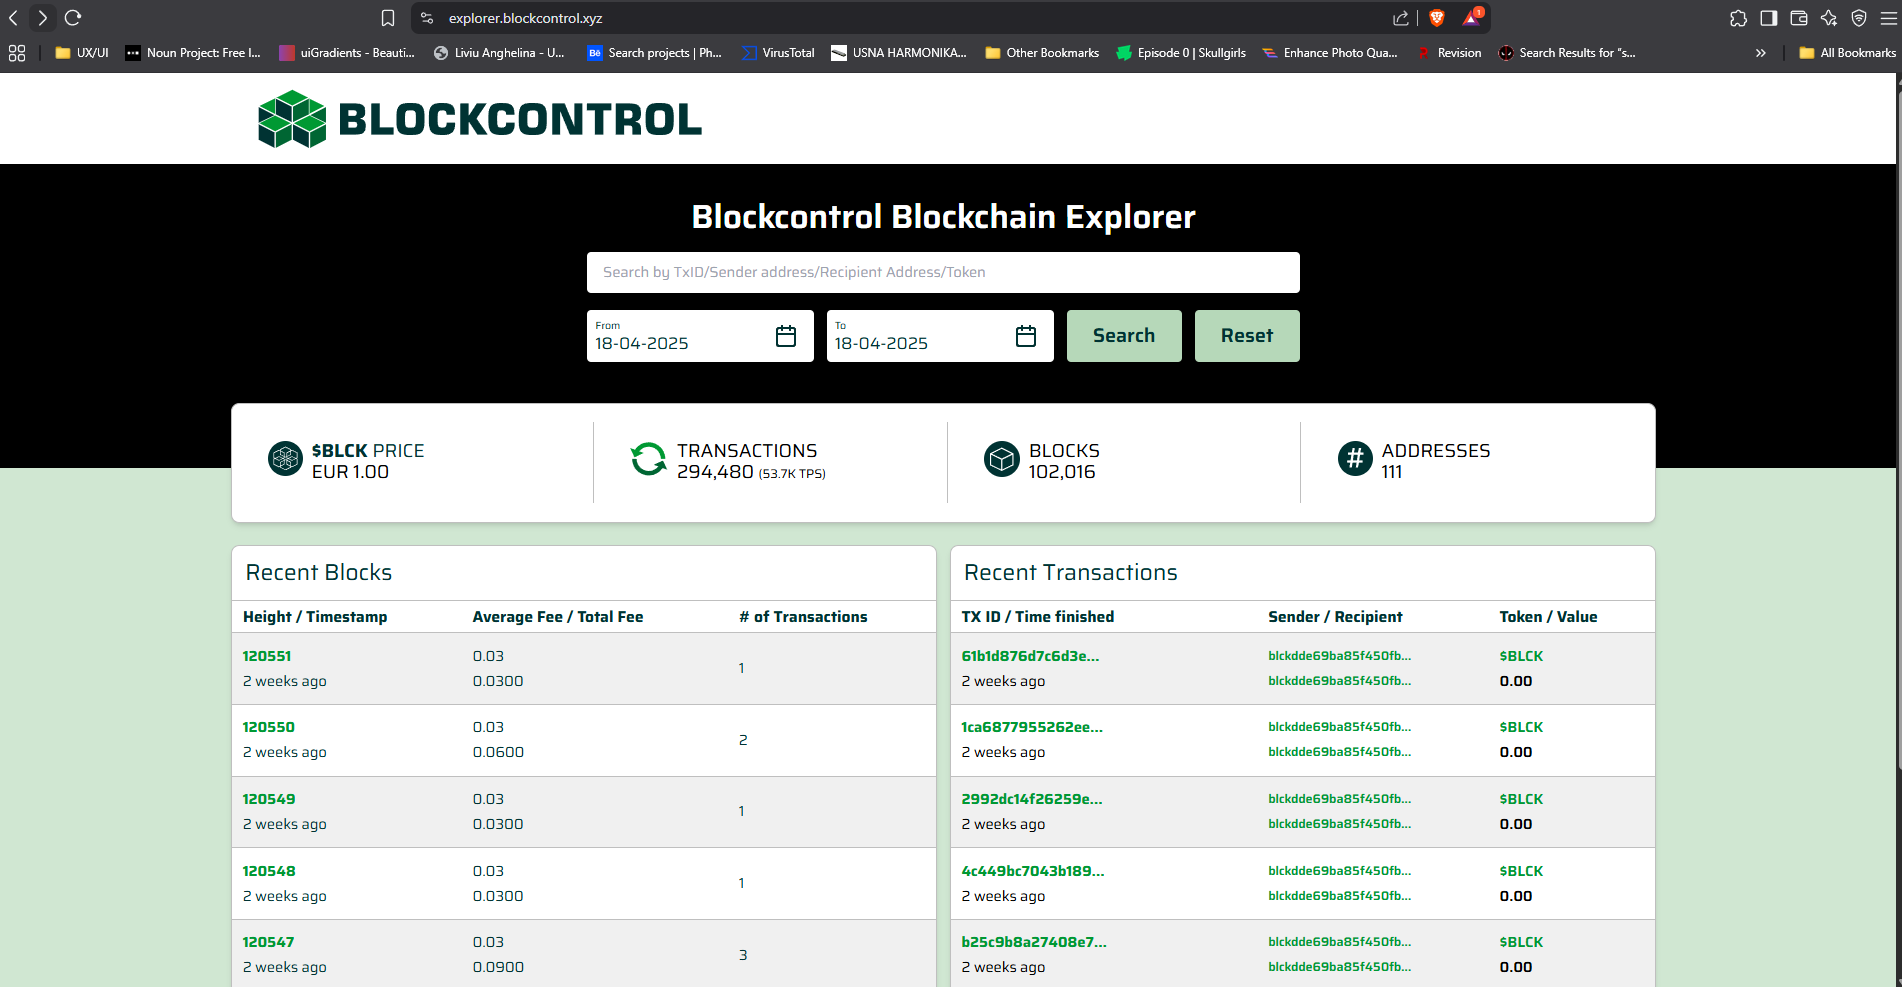 explorer.blockcontrol.xyz
1
UX/UI
Noun Project: Free I...
uiGradients - Beauti...
Liviu Anghelina - U...
Bē
Search projects | Ph...
VirusTotal
USNA HARMONIKA...
Other Bookmarks
Episode 0 | Skullgirls
Enhance Photo Qua...
Revision
Search Results for "s...
»
All Bookmarks
BLOCKCONTROL
Blockcontrol Blockchain Explorer
Search by TxID/Sender address/Recipient Address/Token
From
18-04-2025
To
18-04-2025
Search
Reset
$BLCK PRICE
EUR 1.00
TRANSACTIONS
294,480 (53.7K TPS)
BLOCKS
102,016
#
ADDRESSES
111
Recent Blocks
Height / Timestamp Average Fee / Total Fee # of Transactions
120551 0.03
1
2 weeks ago 0.0300
120550 0.03
2
2 weeks ago 0.0600
120549 0.03
1
2 weeks ago 0.0300
120548 0.03
1
2 weeks ago 0.0300
120547 0.03
3
2 weeks ago 0.0900
Recent Transactions
TX ID / Time finished Sender / Recipient Token / Value
61b1d876d7c6d3e... blckdde69ba85f450fb... $BLCK
2 weeks ago blckdde69ba85f450fb... 0.00
1ca6877955262ee... blckdde69ba85f450fb... $BLCK
2 weeks ago blckdde69ba85f450fb... 0.00
2992dc14f26259e... blckdde69ba85f450fb... $BLCK
2 weeks ago blckdde69ba85f450fb... 0.00
4c449bc7043b189... blckdde69ba85f450fb... $BLCK
2 weeks ago blckdde69ba85f450fb... 0.00
b25c9b8a27408e7... blckdde69ba85f450fb... $BLCK
2 weeks ago blckdde69ba85f450fb... 0.00